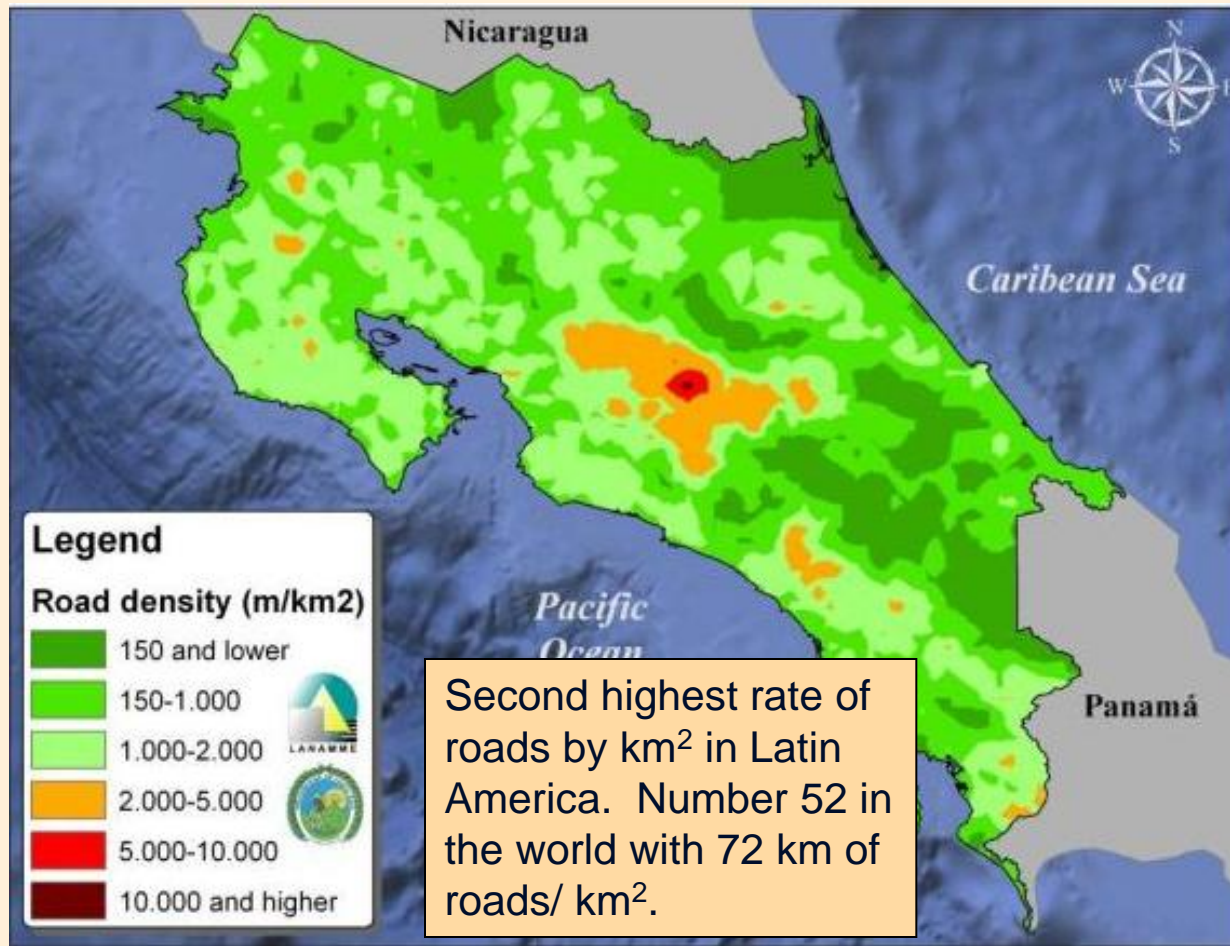 Nicaragua
N
W
E
S
Caribean Sea
Legend
Road density (m/km2)
150 and lower
150-1.000
1.000-2.000
2.000-5.000
5.000-10.000
10.000 and higher
LANAMME
Pacific
Ocean
Panamá
Second highest rate of
roads by km² in Latin
America. Number 52 in
the world with 72 km of
roads/ km².